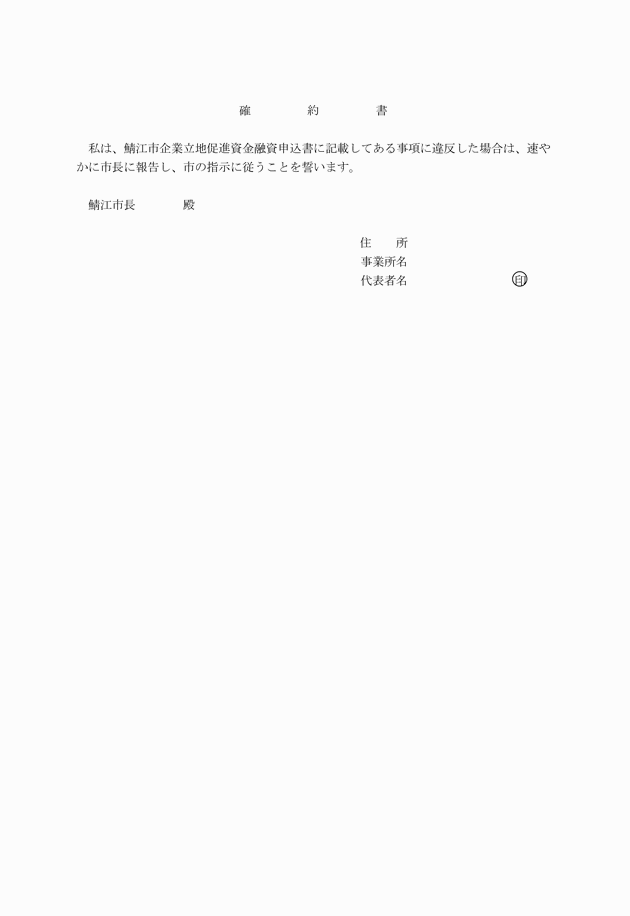 確　　　　　約　　　　　書
　私は、鯖江市企業立地促進資金融資申込書に記載してある事項に違反した場合は、速や
かに市長に報告し、市の指示に従うことを誓います。
　鯖江市長　　　　殿
住　　所
事業所名
代表者名　　　　　　　　　㊞